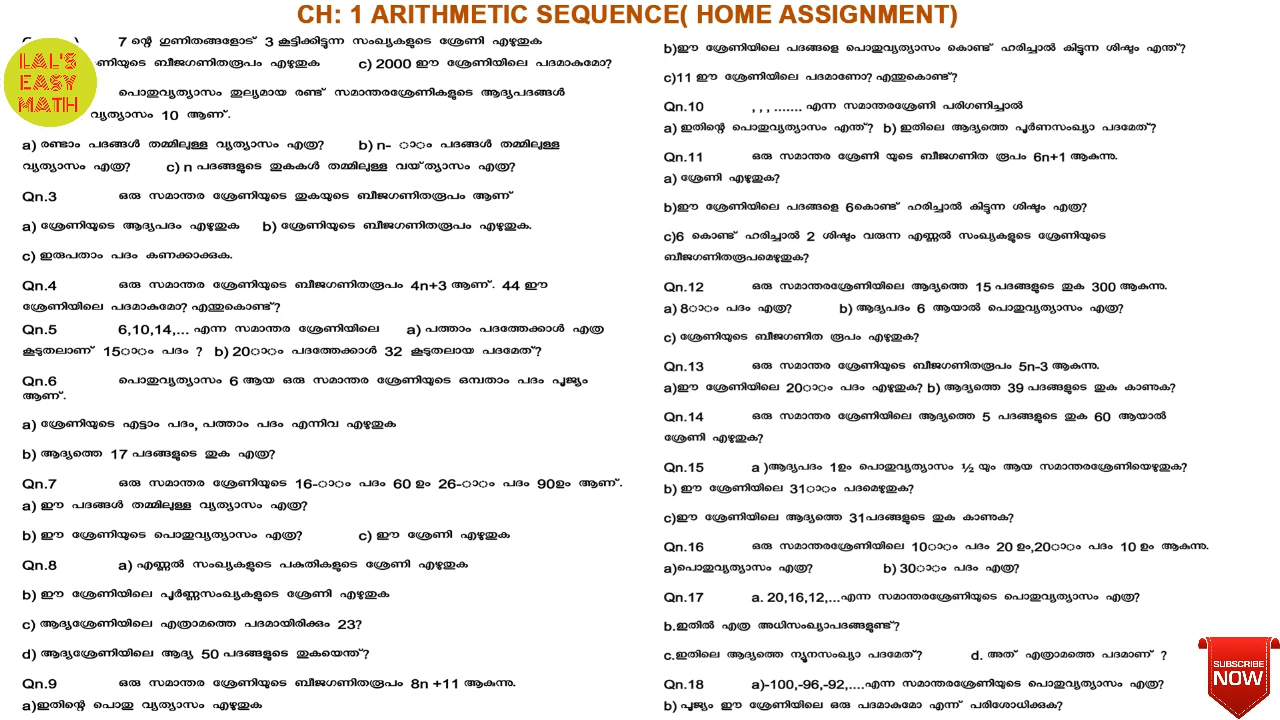 CH: 1 ARITHMETIC SEQUENCE( HOME ASSIGNMENT)
LAL'S
EASY
MATH
7 ന്റെ ഗുണിതങ്ങളോട് 3 കൂട്ടിക്കിട്ടുന്ന സംഖ്യകളുടെ ശ്രേണി എഴുതുക
ണിയുടെ ബീജഗണിതരൂപം എഴുതുക c) 2000 ഈ ശ്രേണിയിലെ പദമാകുമോ?
പൊതുവ്യത്യാസം തുല്യമായ രണ്ട് സമാന്തരശ്രേണികളുടെ ആദ്യപദങ്ങൾ
വ്യത്യാസം 10 ആണ്.
a) രണ്ടാം പദങ്ങൾ തമ്മിലുള്ള വ്യത്യാസം എത്ര? b) n- ാം പദങ്ങൾ തമ്മിലുള്ള
വ്യത്യാസം എത്ര? c) n പദങ്ങളുടെ തുകകൾ തമ്മിലുള്ള വയ്ത്യാസം എത്ര?
Qn.3 ഒരു സമാന്തര ശ്രേണിയുടെ തുകയുടെ ബീജഗണിതരൂപം ആണ്
a) ശ്രേണിയുടെ ആദ്യപദം എഴുതുക b) ശ്രേണിയുടെ ബീജഗണിതരൂപം എഴുതുക.
c) ഇരുപതാം പദം കണക്കാക്കുക.
Qn.4 ഒരു സമാന്തര ശ്രേണിയുടെ ബീജഗണിതരൂപം 4n+3 ആണ്. 44 ഈ
ശ്രേണിയിലെ പദമാകുമോ? എന്തുകൊണ്ട്?
Qn.5 6,10,14,... എന്ന സമാന്തര ശ്രേണിയിലെ a) പത്താം പദത്തേക്കാൾ എത്ര
കൂടുതലാണ് 15ാം പദം ? b) 20ാം പദത്തേക്കാൾ 32 കൂടുതലായ പദമേത്?
Qn.6 പൊതുവ്യത്യാസം 6 ആയ ഒരു സമാന്തര ശ്രേണിയുടെ ഒമ്പതാം പദം പൂജ്യം
ആണ്.
a) ശ്രേണിയുടെ എട്ടാം പദം, പത്താം പദം എന്നിവ എഴുതുക
b) ആദ്യത്തെ 17 പദങ്ങളുടെ തുക എത്ര?
Qn.7 ഒരു സമാന്തര ശ്രേണിയുടെ 16-ാം പദം 60 ഉം 26-ാം പദം 90ഉം ആണ്.
a) ഈ പദങ്ങൾ തമ്മിലുള്ള വ്യത്യാസം എത്ര?
b) ഈ ശ്രേണിയുടെ പൊതുവ്യത്യാസം എത്ര? c) ഈ ശ്രേണി എഴുതുക
Qn.8 a) എണ്ണൽ സംഖ്യകളുടെ പകുതികളുടെ ശ്രേണി എഴുതുക
b) ഈ ശ്രേണിയിലെ പൂർണ്ണസംഖ്യകളുടെ ശ്രേണി എഴുതുക
c) ആദ്യശ്രേണിയിലെ എത്രാമത്തെ പദമായിരിക്കും 23?
d) ആദ്യശ്രേണിയിലെ ആദ്യ 50 പദങ്ങളുടെ തുകയെന്ത്?
Qn.9 ഒരു സമാന്തര ശ്രേണിയുടെ ബീജഗണിതരൂപം 8n +11 ആകുന്നു.
a)ഇതിന്റെ പൊതു വ്യത്യാസം എഴുതുക
b)ഈ ശ്രേണിയിലെ പദങ്ങളെ പൊതുവ്യത്യാസം കൊണ്ട് ഹരിച്ചാൽ കിട്ടുന്ന ശിഷ്ടം എന്ത്?
c)11 ഈ ശ്രേണിയിലെ പദമാണോ? എന്തുകൊണ്ട്?
Qn.10 , , , ....... എന്ന സമാന്തരശ്രേണി പരിഗണിച്ചാൽ
a) ഇതിന്റെ പൊതുവ്യത്യാസം എന്ത്? b) ഇതിലെ ആദ്യത്തെ പൂർണസംഖ്യാ പദമേത്?
Qn.11 ഒരു സമാന്തര ശ്രേണി യുടെ ബീജഗണിത രൂപം 6n+1 ആകുന്നു.
a) ശ്രേണി എഴുതുക?
b)ഈ ശ്രേണിയിലെ പദങ്ങളെ 6കൊണ്ട് ഹരിച്ചാൽ കിട്ടുന്ന ശിഷ്ടം എത്ര?
c)6 കൊണ്ട് ഹരിച്ചാൽ 2 ശിഷ്ടം വരുന്ന എണ്ണൽ സംഖ്യകളുടെ ശ്രേണിയുടെ
ബീജഗണിതരൂപമെഴുതുക?
Qn.12 ഒരു സമാന്തരശ്രേണിയിലെ ആദ്യത്തെ 15 പദങ്ങളുടെ തുക 300 ആകുന്നു.
a) 8ാം പദം എത്ര? b) ആദ്യപദം 6 ആയാൽ പൊതുവ്യത്യാസം എത്ര?
c) ശ്രേണിയുടെ ബീജഗണിത രൂപം എഴുതുക?
Qn.13 ഒരു സമാന്തര ശ്രേണിയുടെ ബീജഗണിതരൂപം 5n-3 ആകുന്നു.
a)ഈ ശ്രേണിയിലെ 20ാം പദം എഴുതുക? b) ആദ്യത്തെ 39 പദങ്ങളുടെ തുക കാണുക?
Qn.14 ഒരു സമാന്തര ശ്രേണിയിലെ ആദ്യത്തെ 5 പദങ്ങളുടെ തുക 60 ആയാൽ
ശ്രേണി എഴുതുക?
Qn.15 a )ആദ്യപദം 1ഉം പൊതുവ്യത്യാസം ½ യും ആയ സമാന്തരശ്രേണിയെഴുതുക?
b) ഈ ശ്രേണിയിലെ 31ാം പദമെഴുതുക?
c)ഈ ശ്രേണിയിലെ ആദ്യത്തെ 31പദങ്ങളുടെ തുക കാണുക?
Qn.16 ഒരു സമാന്തരശ്രേണിയിലെ 10ാം പദം 20 ഉം,20ാം പദം 10 ഉം ആകുന്നു.
a)പൊതുവ്യത്യാസം എത്ര? b) 30ാം പദം എത്ര?
Qn.17 a. 20,16,12,...എന്ന സമാന്തരശ്രേണിയുടെ പൊതുവ്യത്യാസം എത്ര?
b.ഇതിൽ എത്ര അധിസംഖ്യാപദങ്ങളുണ്ട്?
c.ഇതിലെ ആദ്യത്തെ ന്യൂനസംഖ്യാ പദമേത്? d. അത് എത്രാമത്തെ പദമാണ് ?
Qn.18 a)-100,-96,-92,....എന്ന സമാന്തരശ്രേണിയുടെ പൊതുവ്യത്യാസം എത്ര?
b) പൂജ്യം ഈ ശ്രേണിയിലെ ഒരു പദമാകുമോ എന്ന് പരിശോധിക്കുക?
SUBSCRIBE
NOW